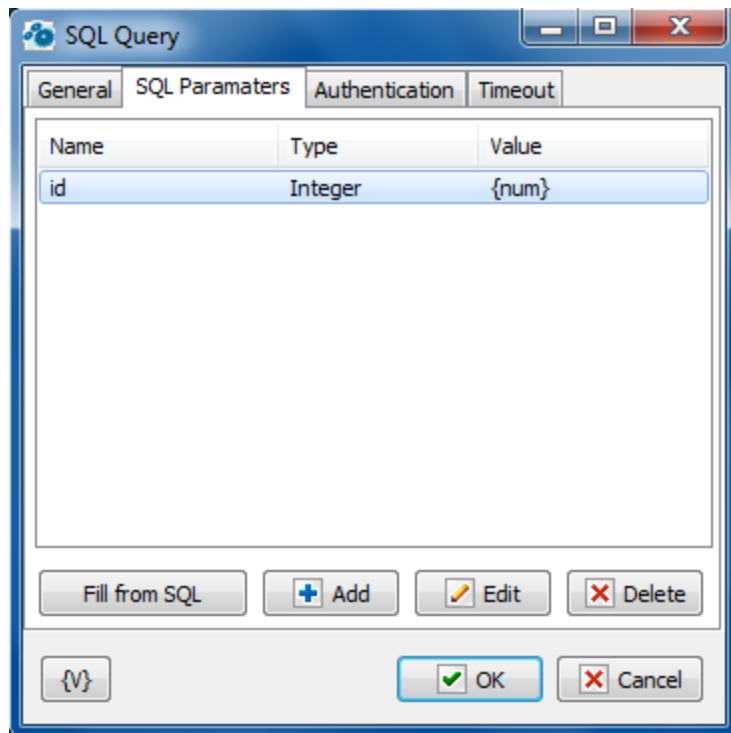 SQL Query
General SQL Paramaters Authentication Timeout
Name Type Value
id Integer {num}
Fill from SQL Add Edit Delete
{V} OK Cancel